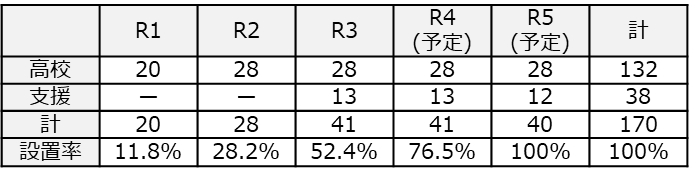 R1 R2 R3 R4 (予定) R5 (予定) 計
高校 20 28 28 28 28 132
支援 ― ― 13 13 12 38
計 20 28 41 41 40 170
設置率 11.8% 28.2% 52.4% 76.5% 100% 100%